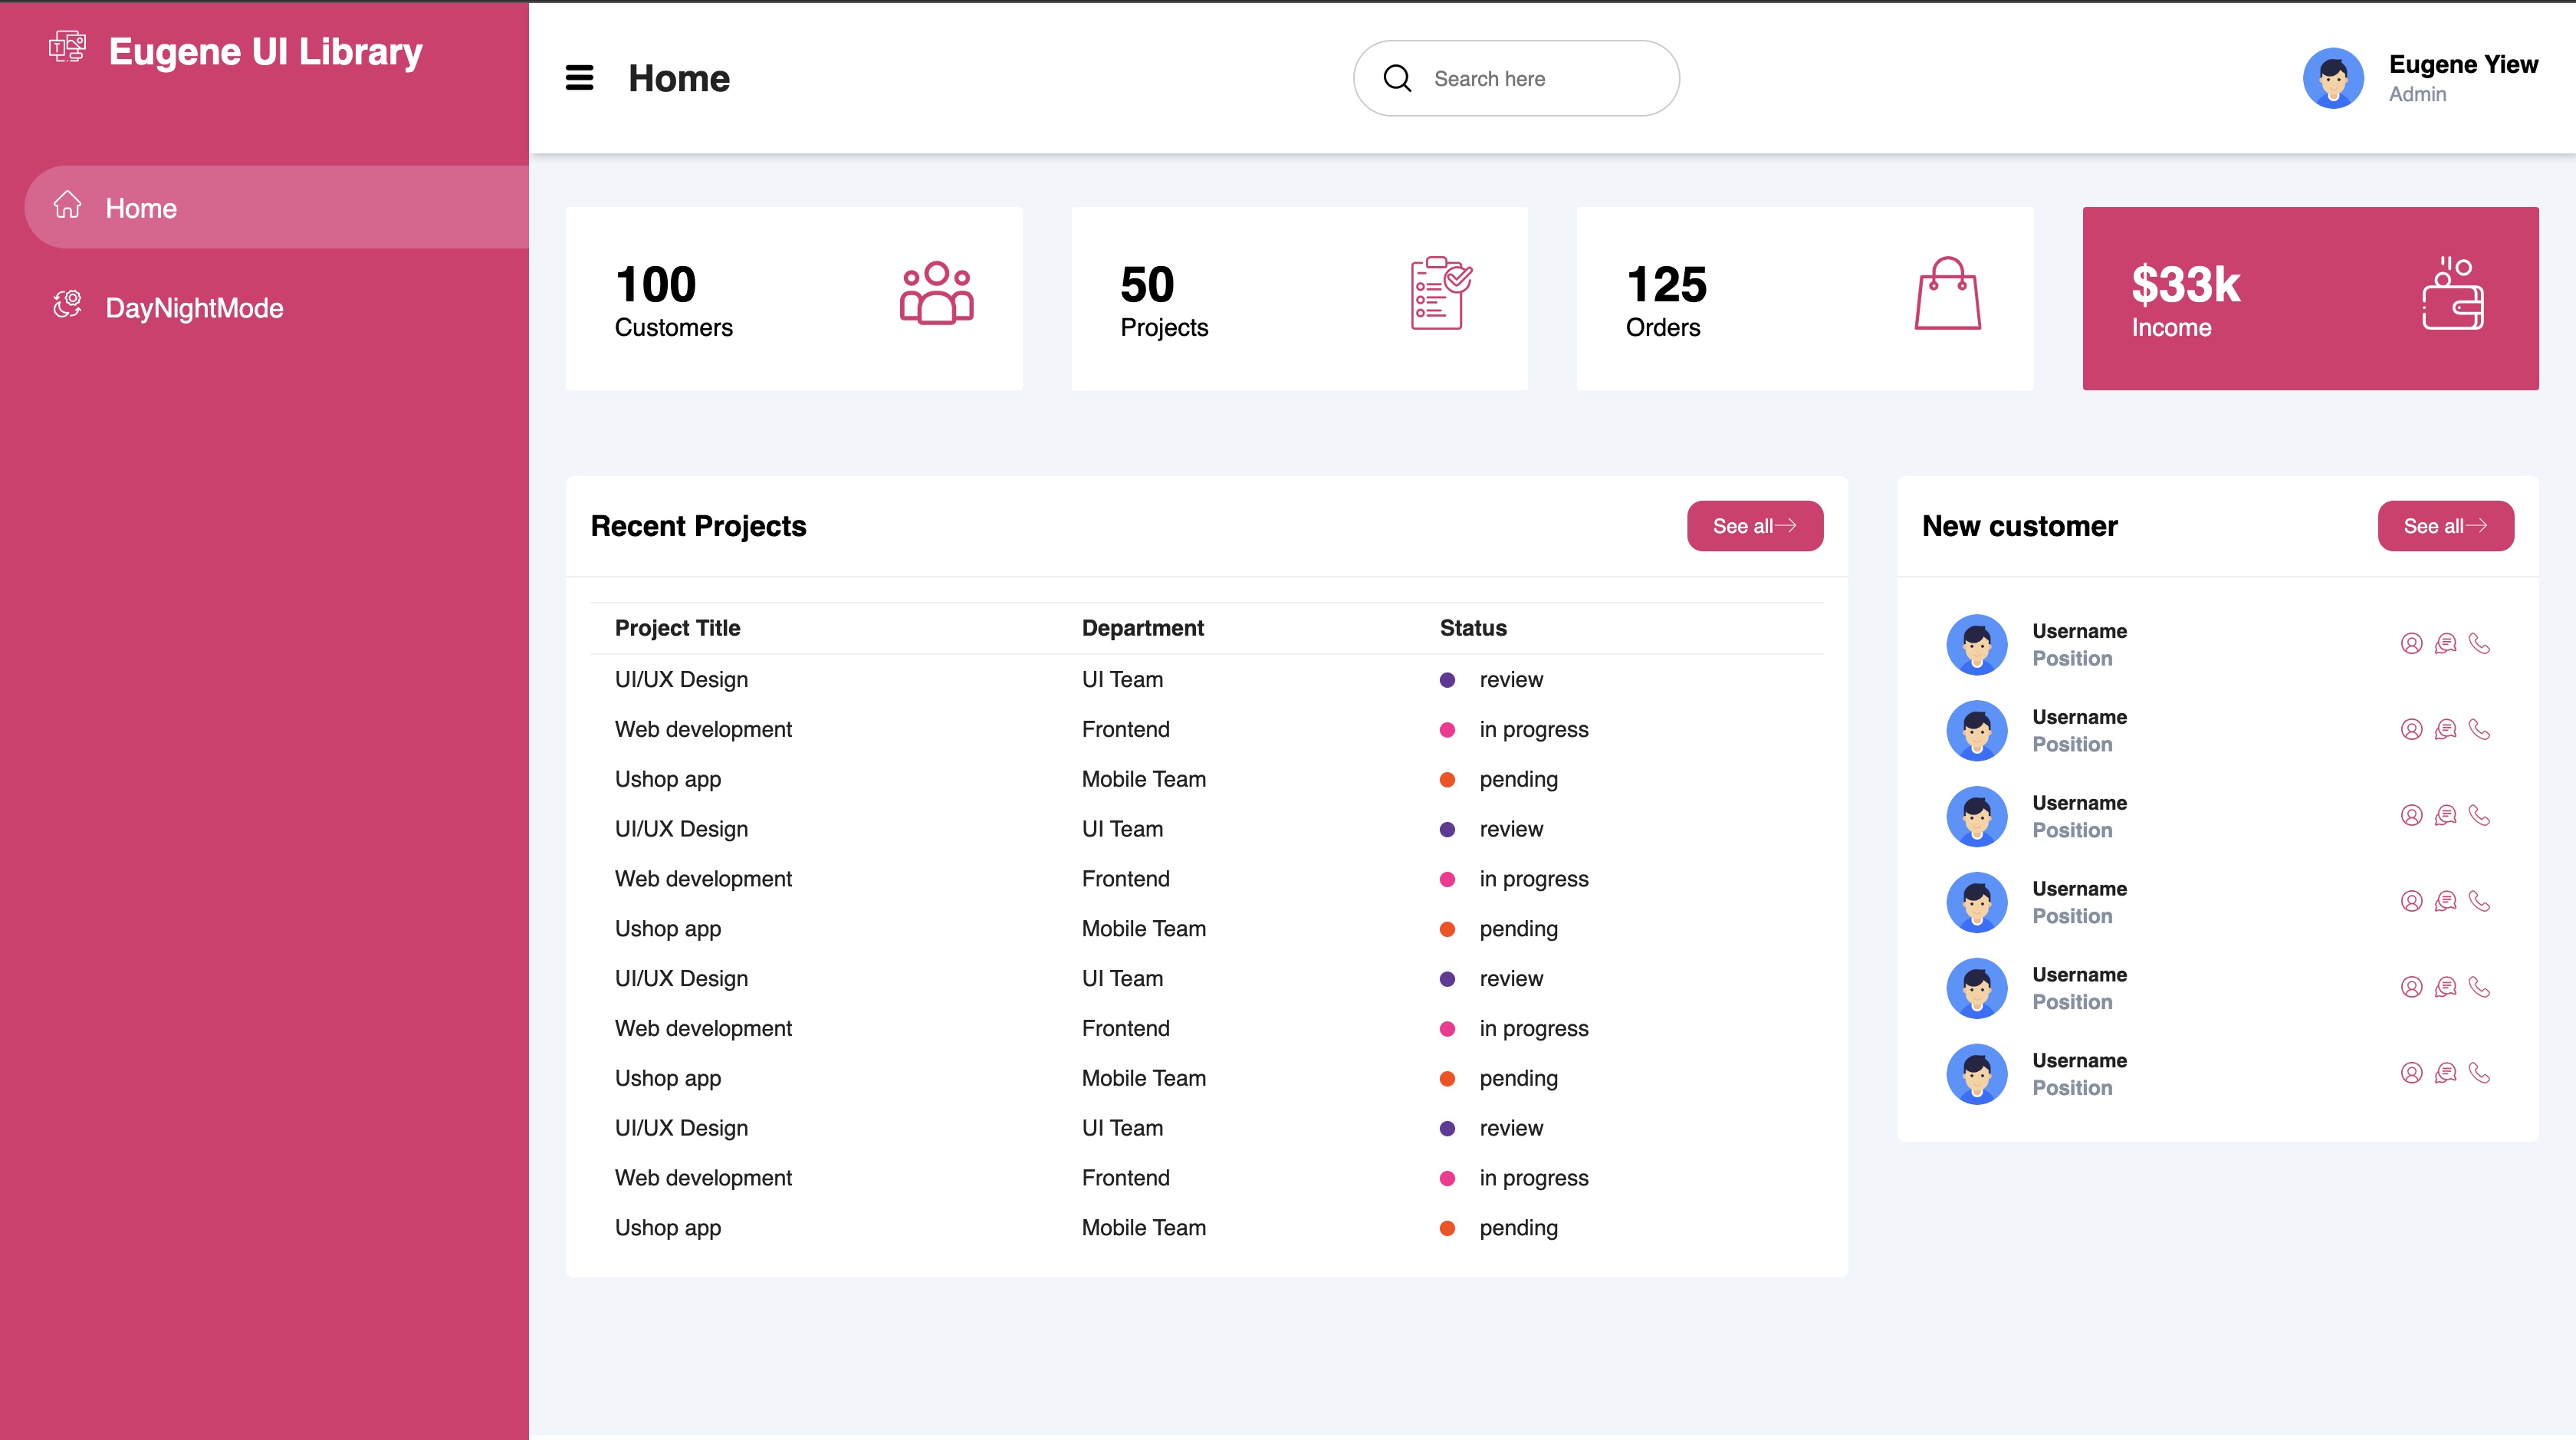 Eugene UI Library
Home
DayNightMode
Home
Search here
Eugene Yiew
Admin
100
Customers
50
Projects
125
Orders
$33k
Income
Recent Projects
See all
Project Title Department Status
UI/UX Design UI Team review
Web development Frontend in progress
Ushop app Mobile Team pending
UI/UX Design UI Team review
Web development Frontend in progress
Ushop app Mobile Team pending
UI/UX Design UI Team review
Web development Frontend in progress
Ushop app Mobile Team pending
UI/UX Design UI Team review
Web development Frontend in progress
Ushop app Mobile Team pending
New customer
See all
Username
Position
Username
Position
Username
Position
Username
Position
Username
Position
Username
Position